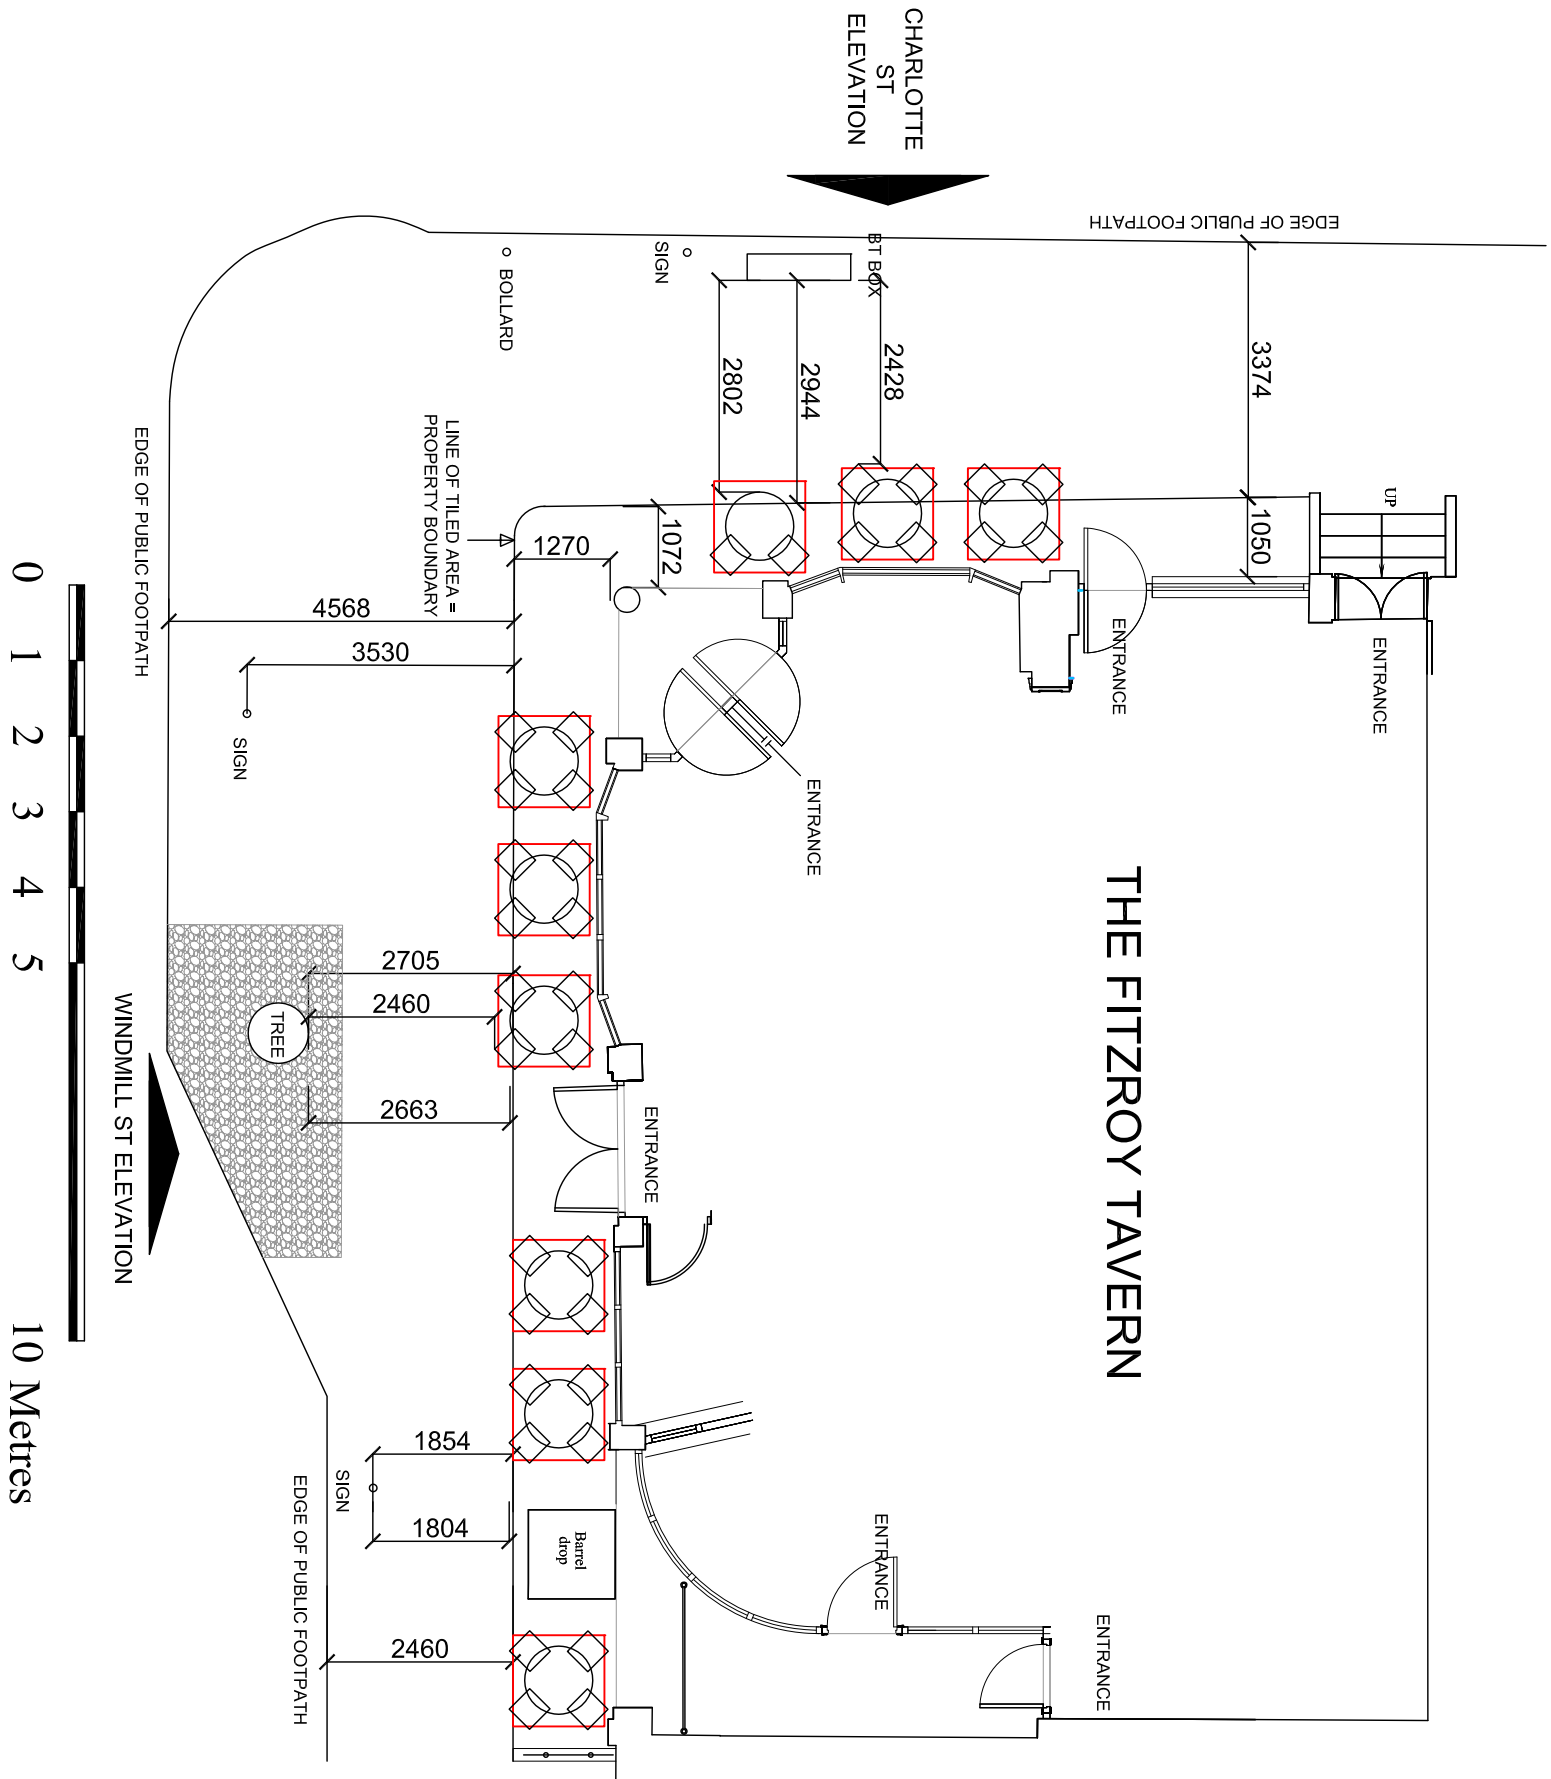 CHARLOTTE
ST
ELEVATION
EDGE OF PUBLIC FOOTPATH
BT BOX
SIGN
BOLLARD
3374
2428
2944
2802
1050
1072
UP
LINE OF TILED AREA =
PROPERTY BOUNDARY
EDGE OF PUBLIC FOOTPATH
1270
4568
3530
SIGN
ENTRANCE
ENTRANCE
ENTRANCE
THE FITZROY TAVERN
2705
2460
TREE
2663
ENTRANCE
WINDMILL ST ELEVATION
1854
SIGN
1804
Barrel
drop
EDGE OF PUBLIC FOOTPATH
2460
ENTRANCE
ENTRANCE
0 1 2 3 4 5 10 Metres